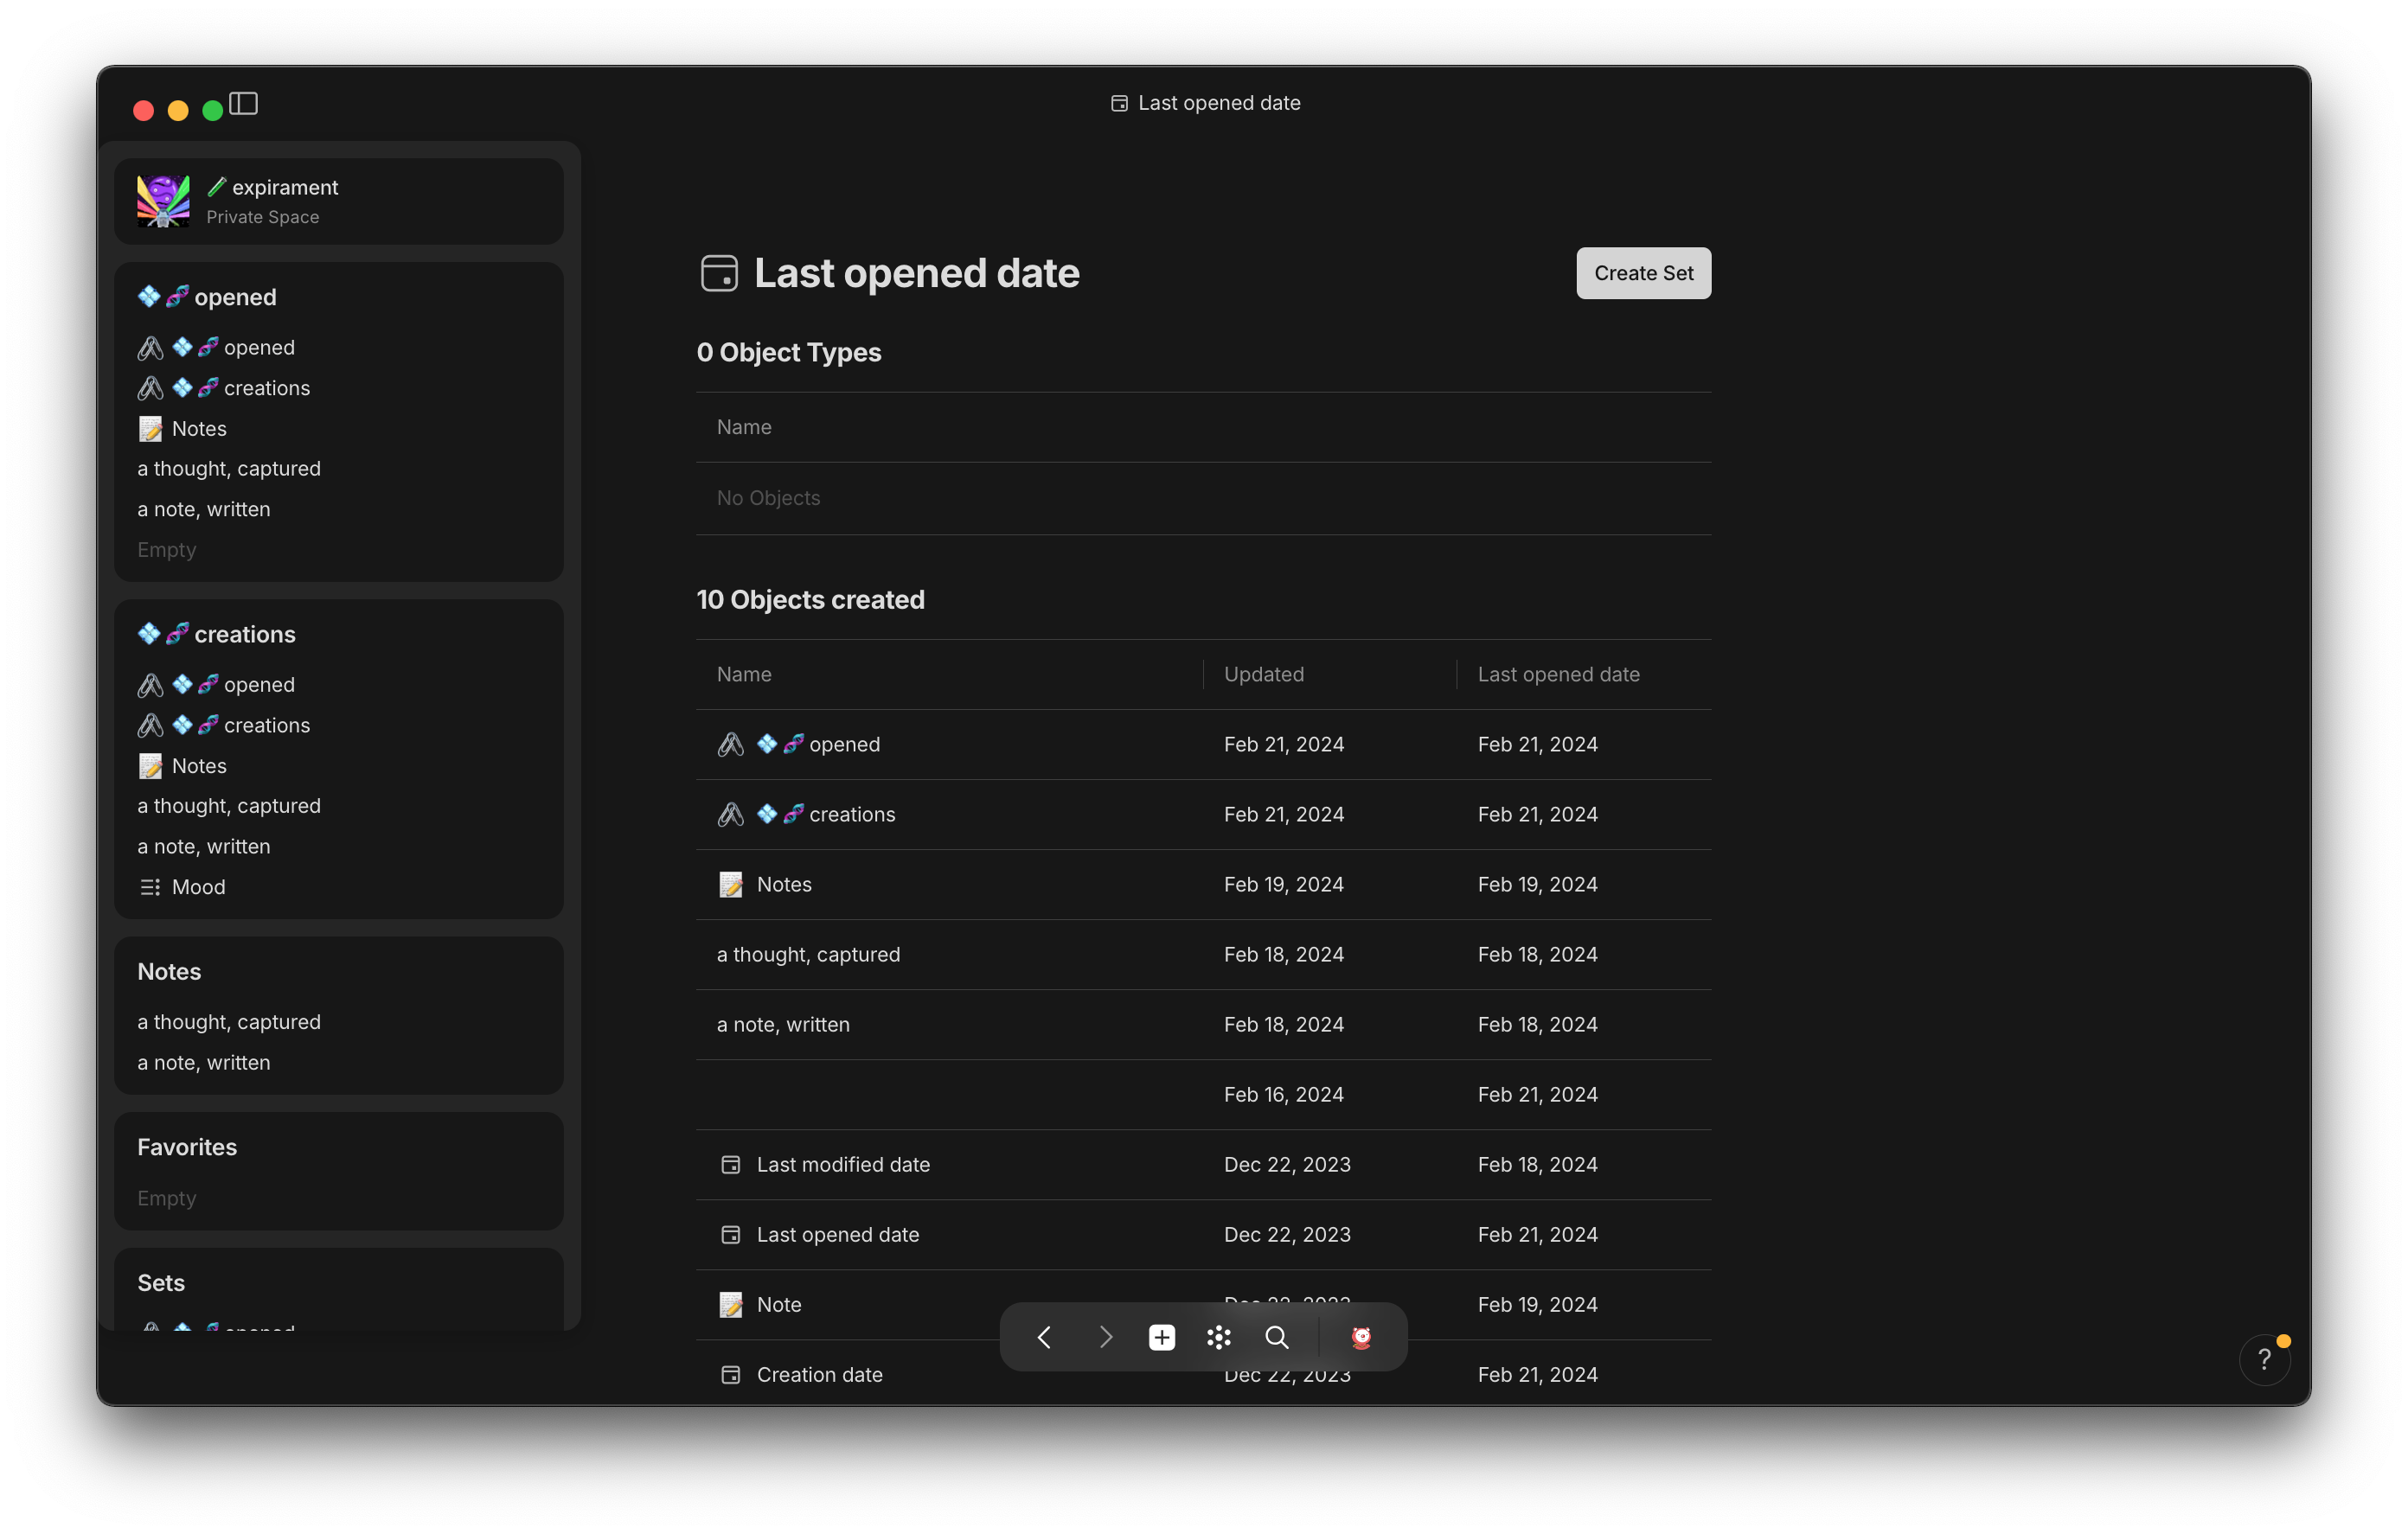 Last opened date
expirament
Private Space
opened
opened
creations
Notes
a thought, captured
a note, written
Empty
creations
opened
creations
Notes
a thought, captured
a note, written
Mood
Notes
a thought, captured
a note, written
Favorites
Empty
Sets
opened
Last opened date
Create Set
0 Object Types
Name
No Objects
10 Objects created
Name Updated Last opened date
opened Feb 21, 2024 Feb 21, 2024
creations Feb 21, 2024 Feb 21, 2024
Notes Feb 19, 2024 Feb 19, 2024
a thought, captured Feb 18, 2024 Feb 18, 2024
a note, written Feb 18, 2024 Feb 18, 2024
Feb 16, 2024 Feb 21, 2024
Last modified date Dec 22, 2023 Feb 18, 2024
Last opened date Dec 22, 2023 Feb 21, 2024
Note Dec 22, 2023 Feb 19, 2024
Creation date Dec 22, 2023 Feb 21, 2024
?